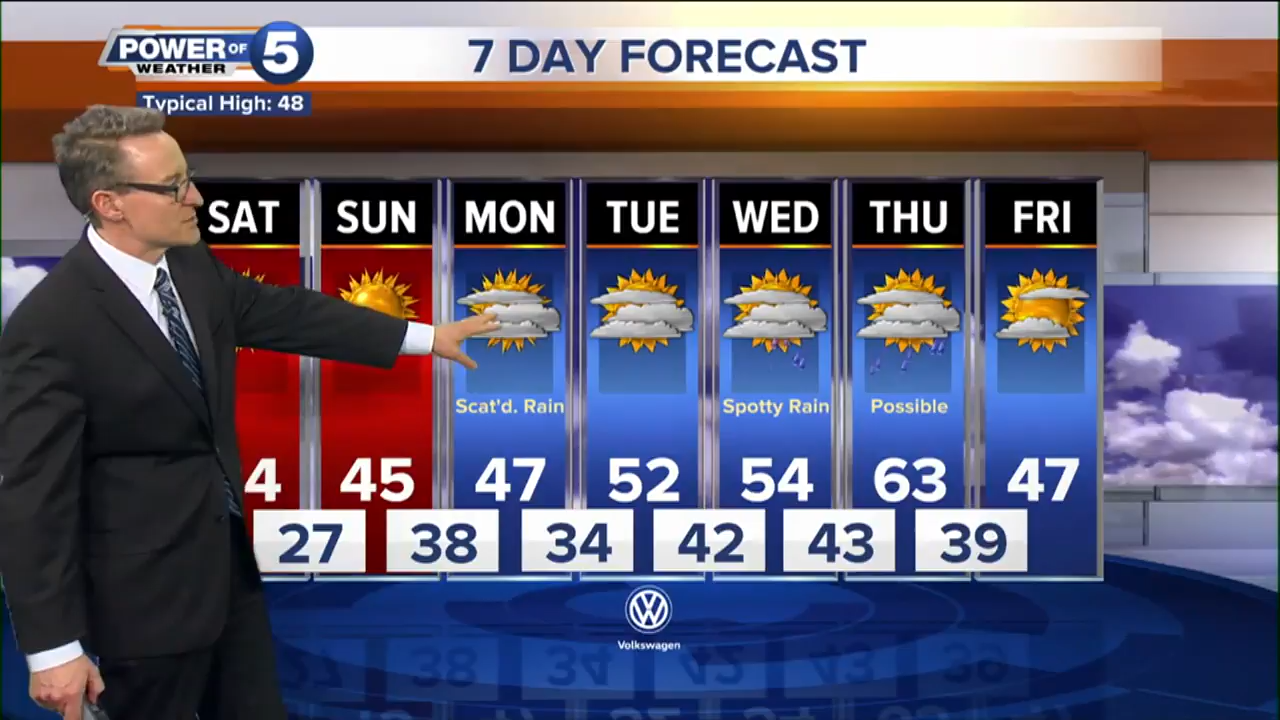 POWER OF 5
WEATHER
7 DAY FORECAST
Typical High: 48
SAT SUN MON TUE WED THU FRI
Scat'd. Rain Spotty Rain Possible
4 45 47 52 54 63 47
27 38 34 42 43 39
Volkswagen